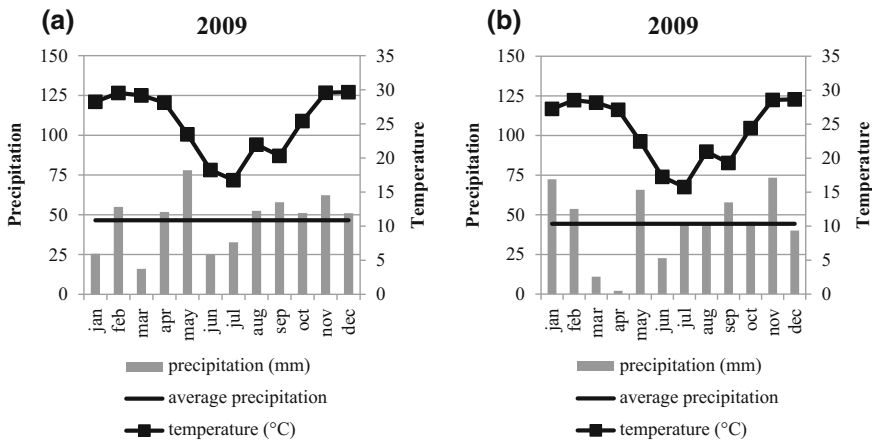 (a)
2009
Precipitation
150
125
100
75
50
25
0
35
30
25
20
15
10
5
0
Temperature
jan feb mar apr may jun jul aug sep oct nov dec
precipitation (mm)
average precipitation
temperature (°C)
(b)
2009
Precipitation
150
125
100
75
50
25
0
35
30
25
20
15
10
5
0
Temperature
jan feb mar apr may jun jul aug sep oct nov dec
precipitation (mm)
average precipitation
temperature (°C)